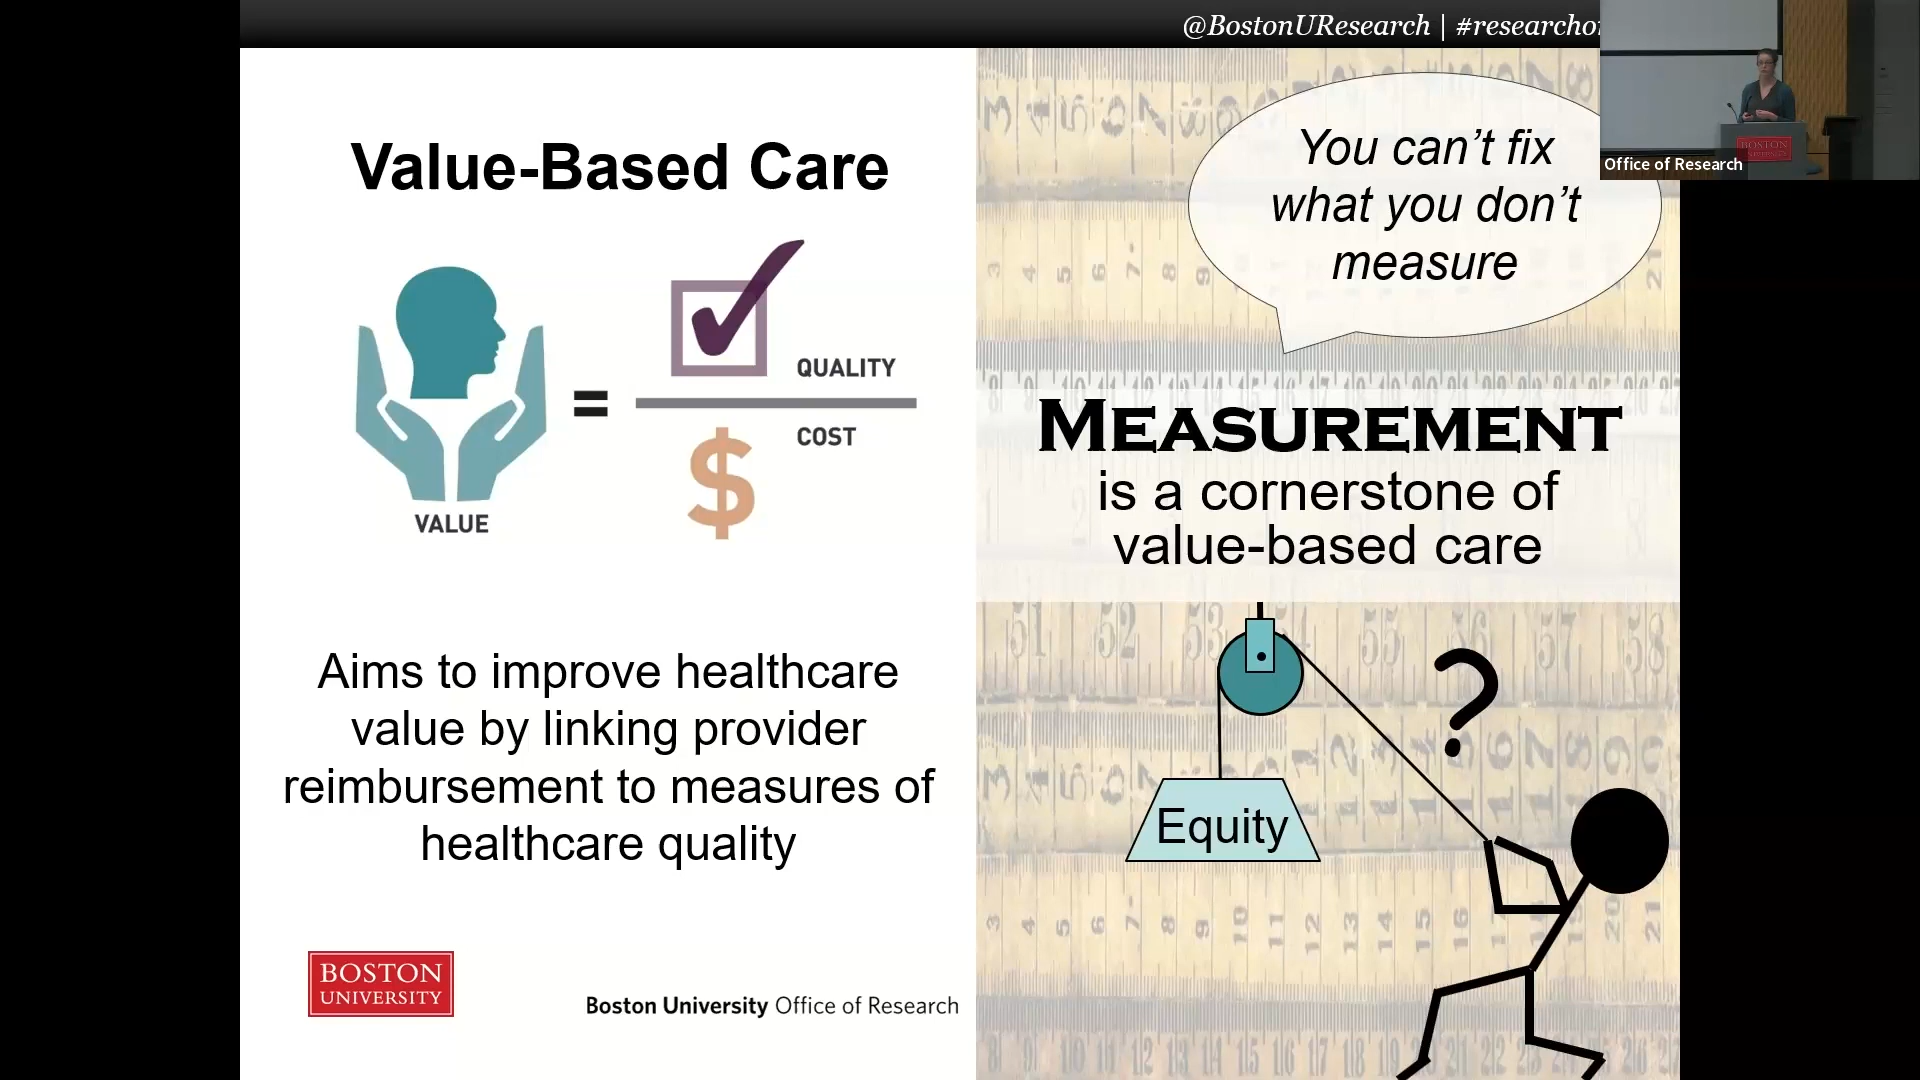 @BostonUResearch | #researcho
Value-Based Care
QUALITY
=
COST
$
VALUE
Aims to improve healthcare
value by linking provider
reimbursement to measures of
healthcare quality
BOSTON
UNIVERSITY
Boston University Office of Research
You can’t fix
what you don’t
measure
MEASUREMENT
is a cornerstone of
value-based care
?
Equity
BOSTON
Office of Research